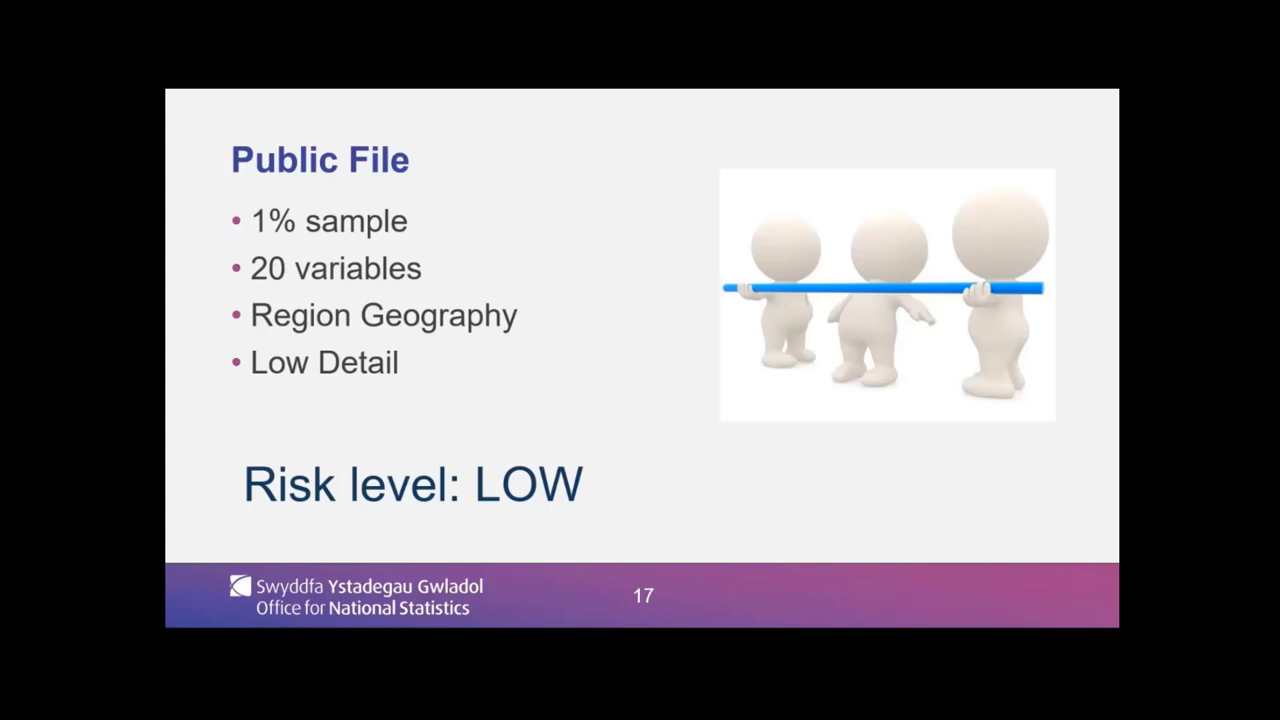 Public File
• 1% sample
• 20 variables
• Region Geography
• Low Detail
Risk level: LOW
Swyddfa Ystadegau Gwladol
Office for National Statistics
17